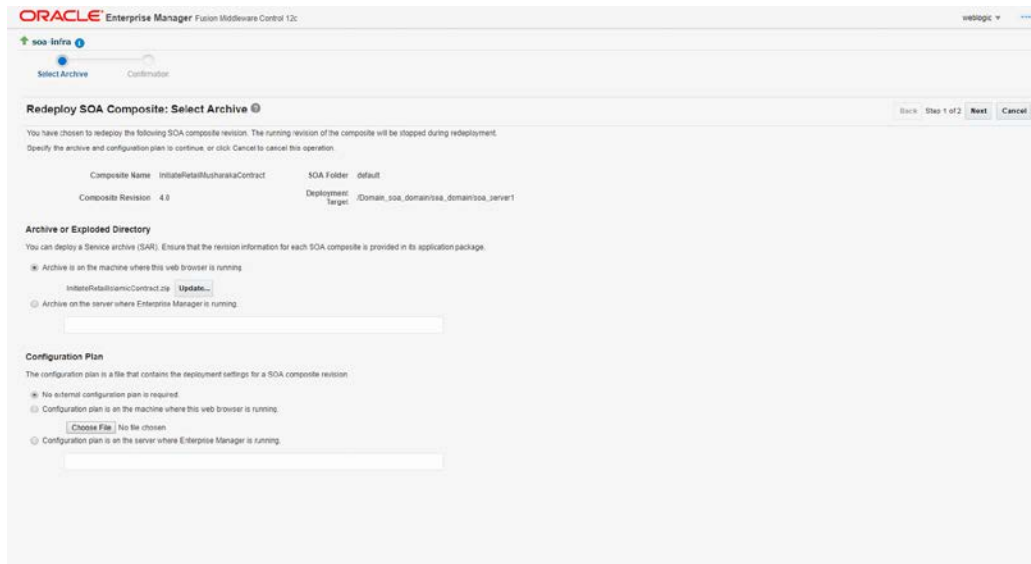 ORACLE Enterprise Manager Fusion Middleware Control 12c
weblogic
soa-infra
Select Archive
Confirmation
Redeploy SOA Composite: Select Archive
Back Step 1 of 2 Next Cancel
You have chosen to redeploy the following SOA composite revision. The running revision of the composite will be stopped during redeployment.
Specify the archive and configuration plan to continue, or click Cancel to cancel this operation.
Composite Name InitiateRetailMusharakaContract
SOA Folder default
Composite Revision 4.0
Deployment Target /Domain_soa_domain/soa_domain/soa_server1
Archive or Exploded Directory
You can deploy a Service archive (SAR). Ensure that the revision information for each SOA composite is provided in its application package.
Archive is on the machine where this web browser is running
InitiateRetailIslamicContract.zip Update...
Archive on the server where Enterprise Manager is running.
Configuration Plan
The configuration plan is a file that contains the deployment settings for a SOA composite revision
No external configuration plan is required.
Configuration plan is on the machine where this web browser is running.
Choose File No file chosen
Configuration plan is on the server where Enterprise Manager is running.